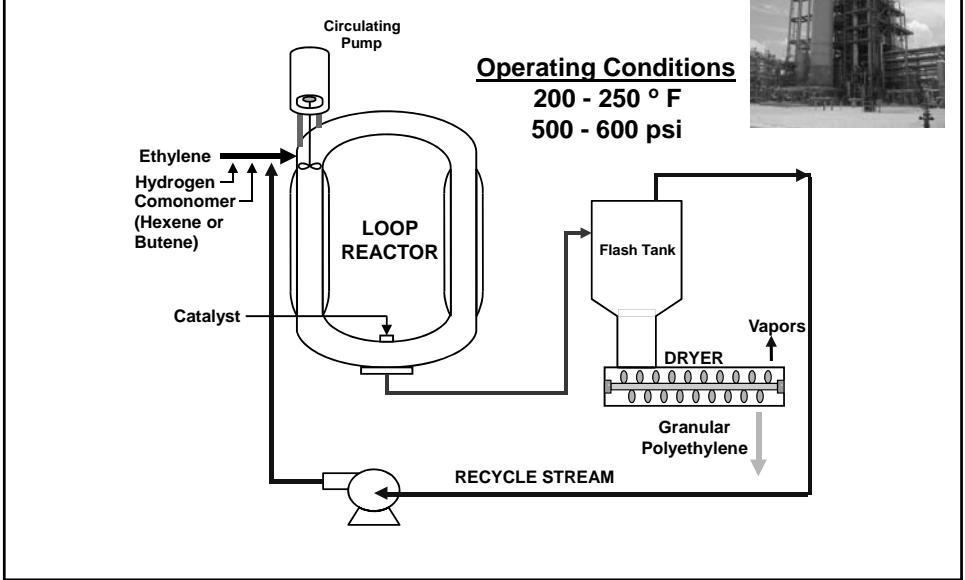 Circulating
Pump
Operating Conditions
200 - 250 º F
500 - 600 psi
Ethylene
Hydrogen
Comonomer
(Hexene or
Butene)
LOOP
REACTOR
Flash Tank
Catalyst
Vapors
DRYER
Granular
Polyethylene
RECYCLE STREAM